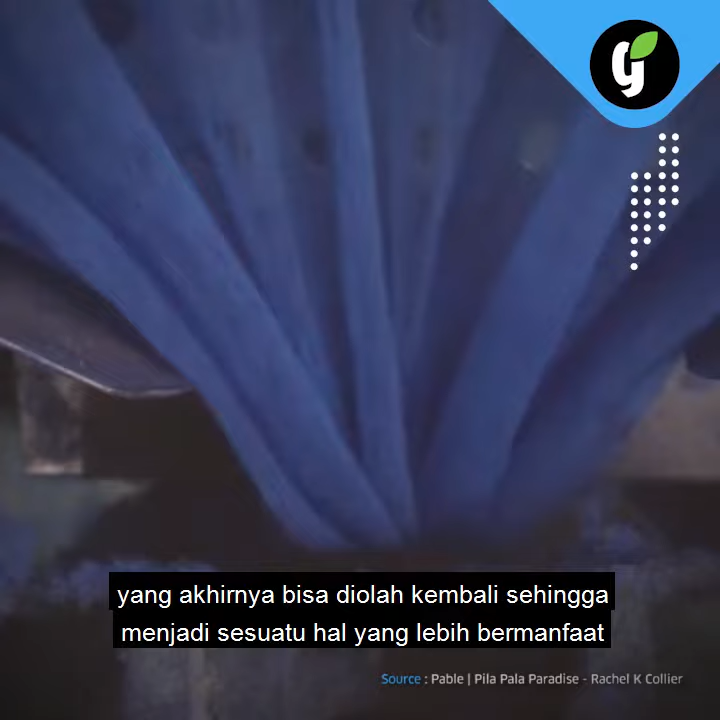 g
yang akhirnya bisa diolah kembali sehingga
menjadi sesuatu hal yang lebih bermanfaat
Source : Pable | Pila Pala Paradise - Rachel K Collier